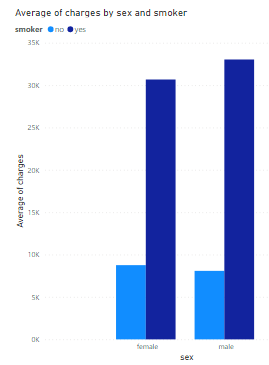 Average of charges by sex and smoker
smoker no yes
35K
30K
25K
20K
15K
10K
5K
0K
Average of charges
female male
sex